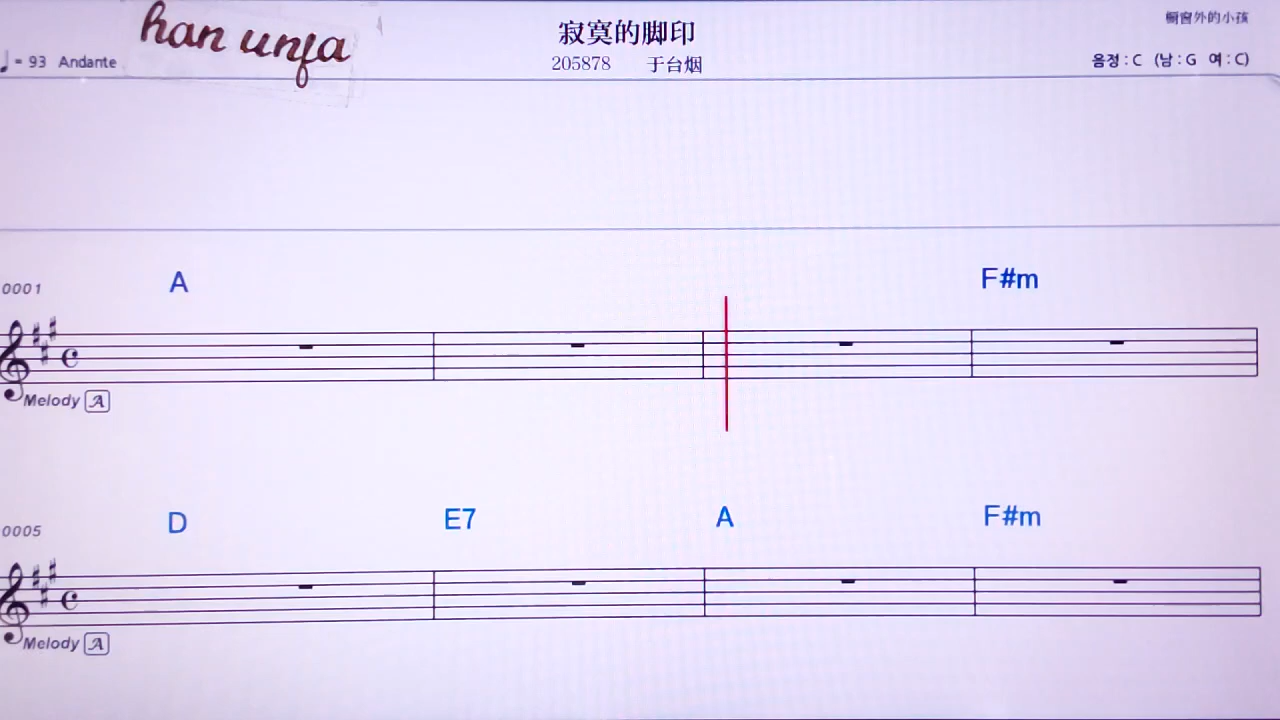 han unfa
寂寞的脚印
橱窗外的小孩
♩ = 93 Andante
205878 于台烟
음정 : C (남 : G 여 : C)
0001
A
F#m
Melody A
0005
D E7 A F#m
Melody A